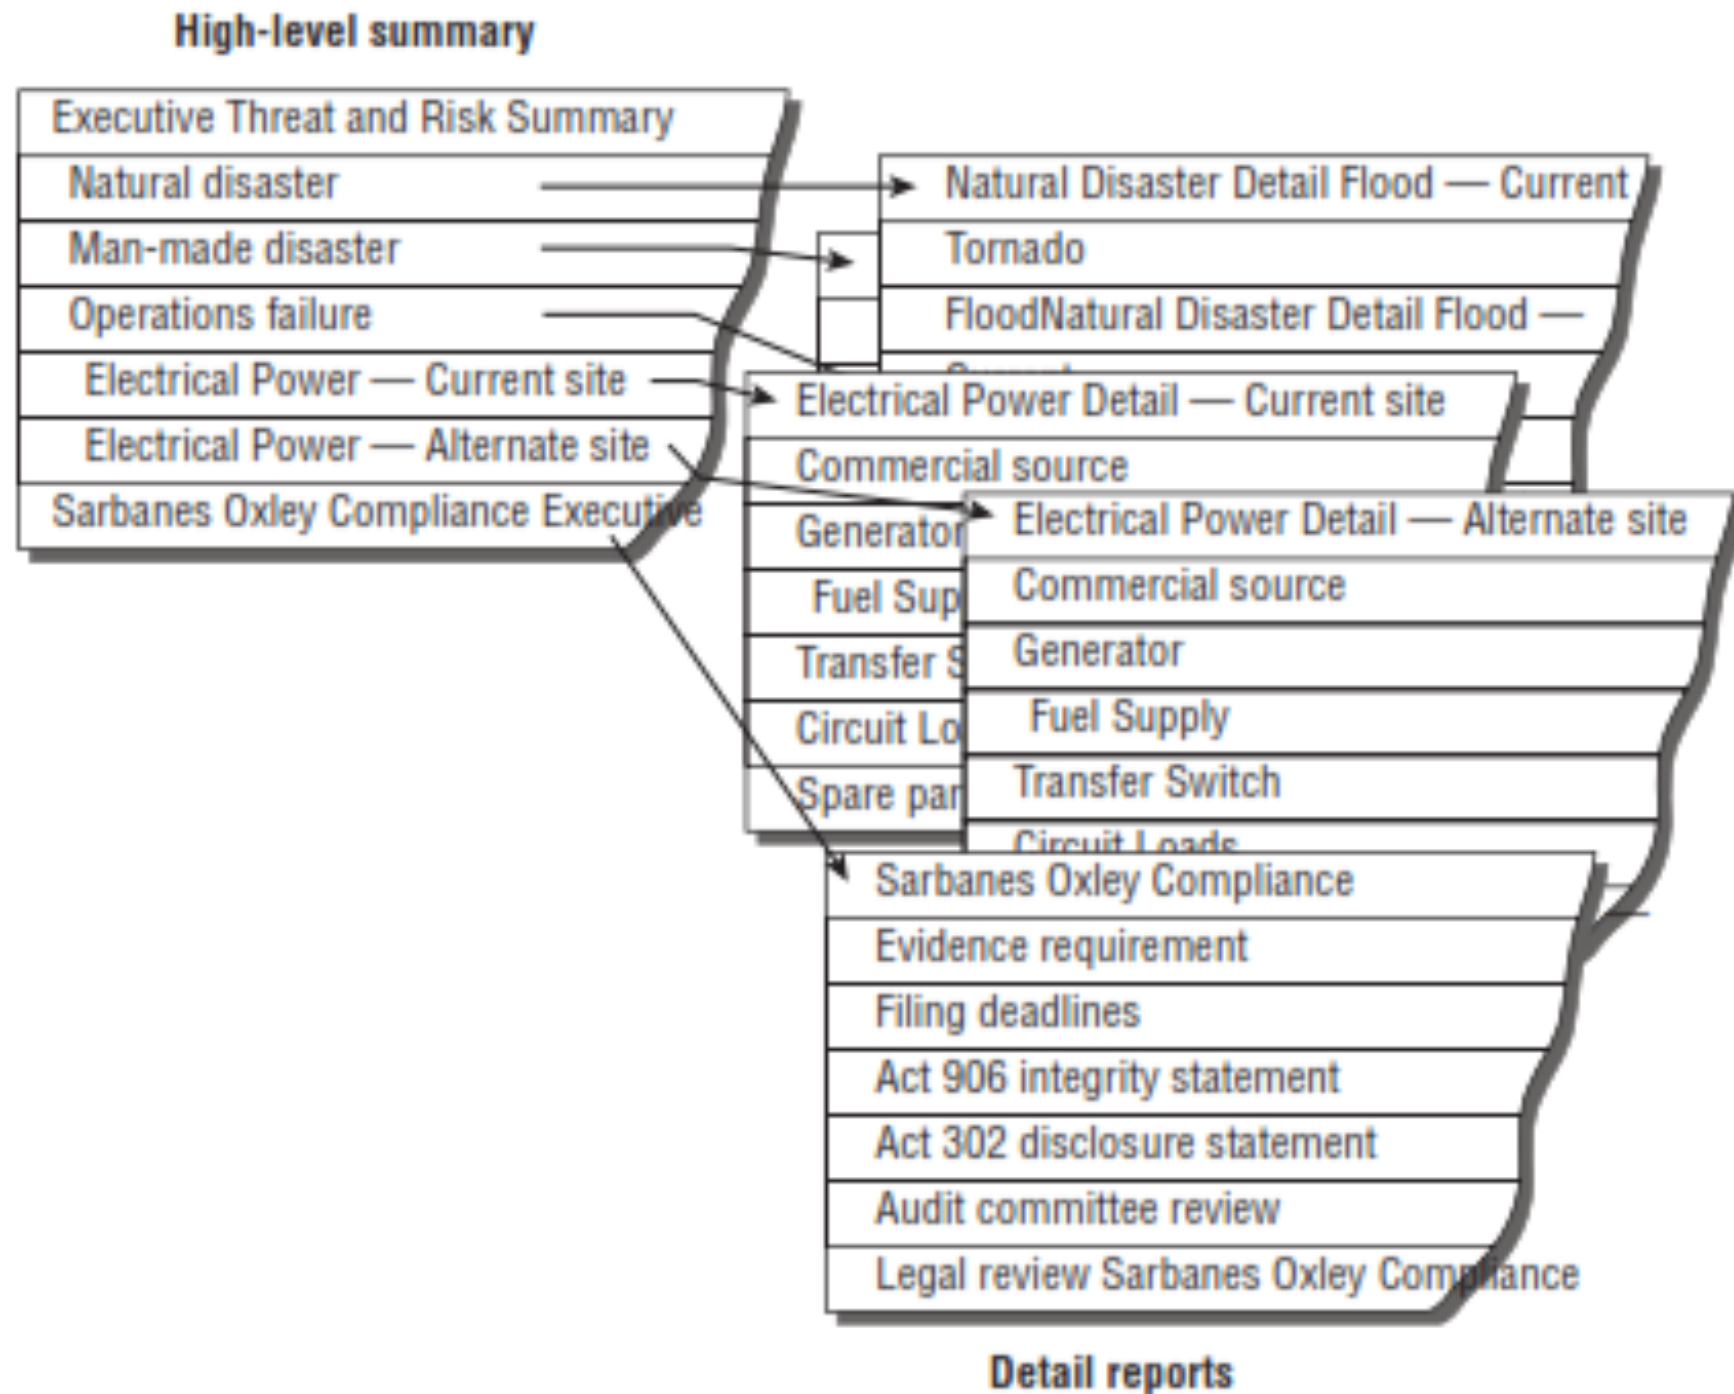 High-level summary
Executive Threat and Risk Summary
Natural disaster
Man-made disaster
Operations failure
Electrical Power — Current site
Electrical Power — Alternate site
Sarbanes Oxley Compliance Executive
Natural Disaster Detail Flood — Current
Tornado
FloodNatural Disaster Detail Flood —
Electrical Power Detail — Current site
Commercial source
Generator
Fuel Sup
Transfer S
Circuit Lo
Spare par
Electrical Power Detail — Alternate site
Commercial source
Generator
Fuel Supply
Transfer Switch
Circuit Loads
Sarbanes Oxley Compliance
Evidence requirement
Filing deadlines
Act 906 integrity statement
Act 302 disclosure statement
Audit committee review
Legal review Sarbanes Oxley Compliance
Detail reports